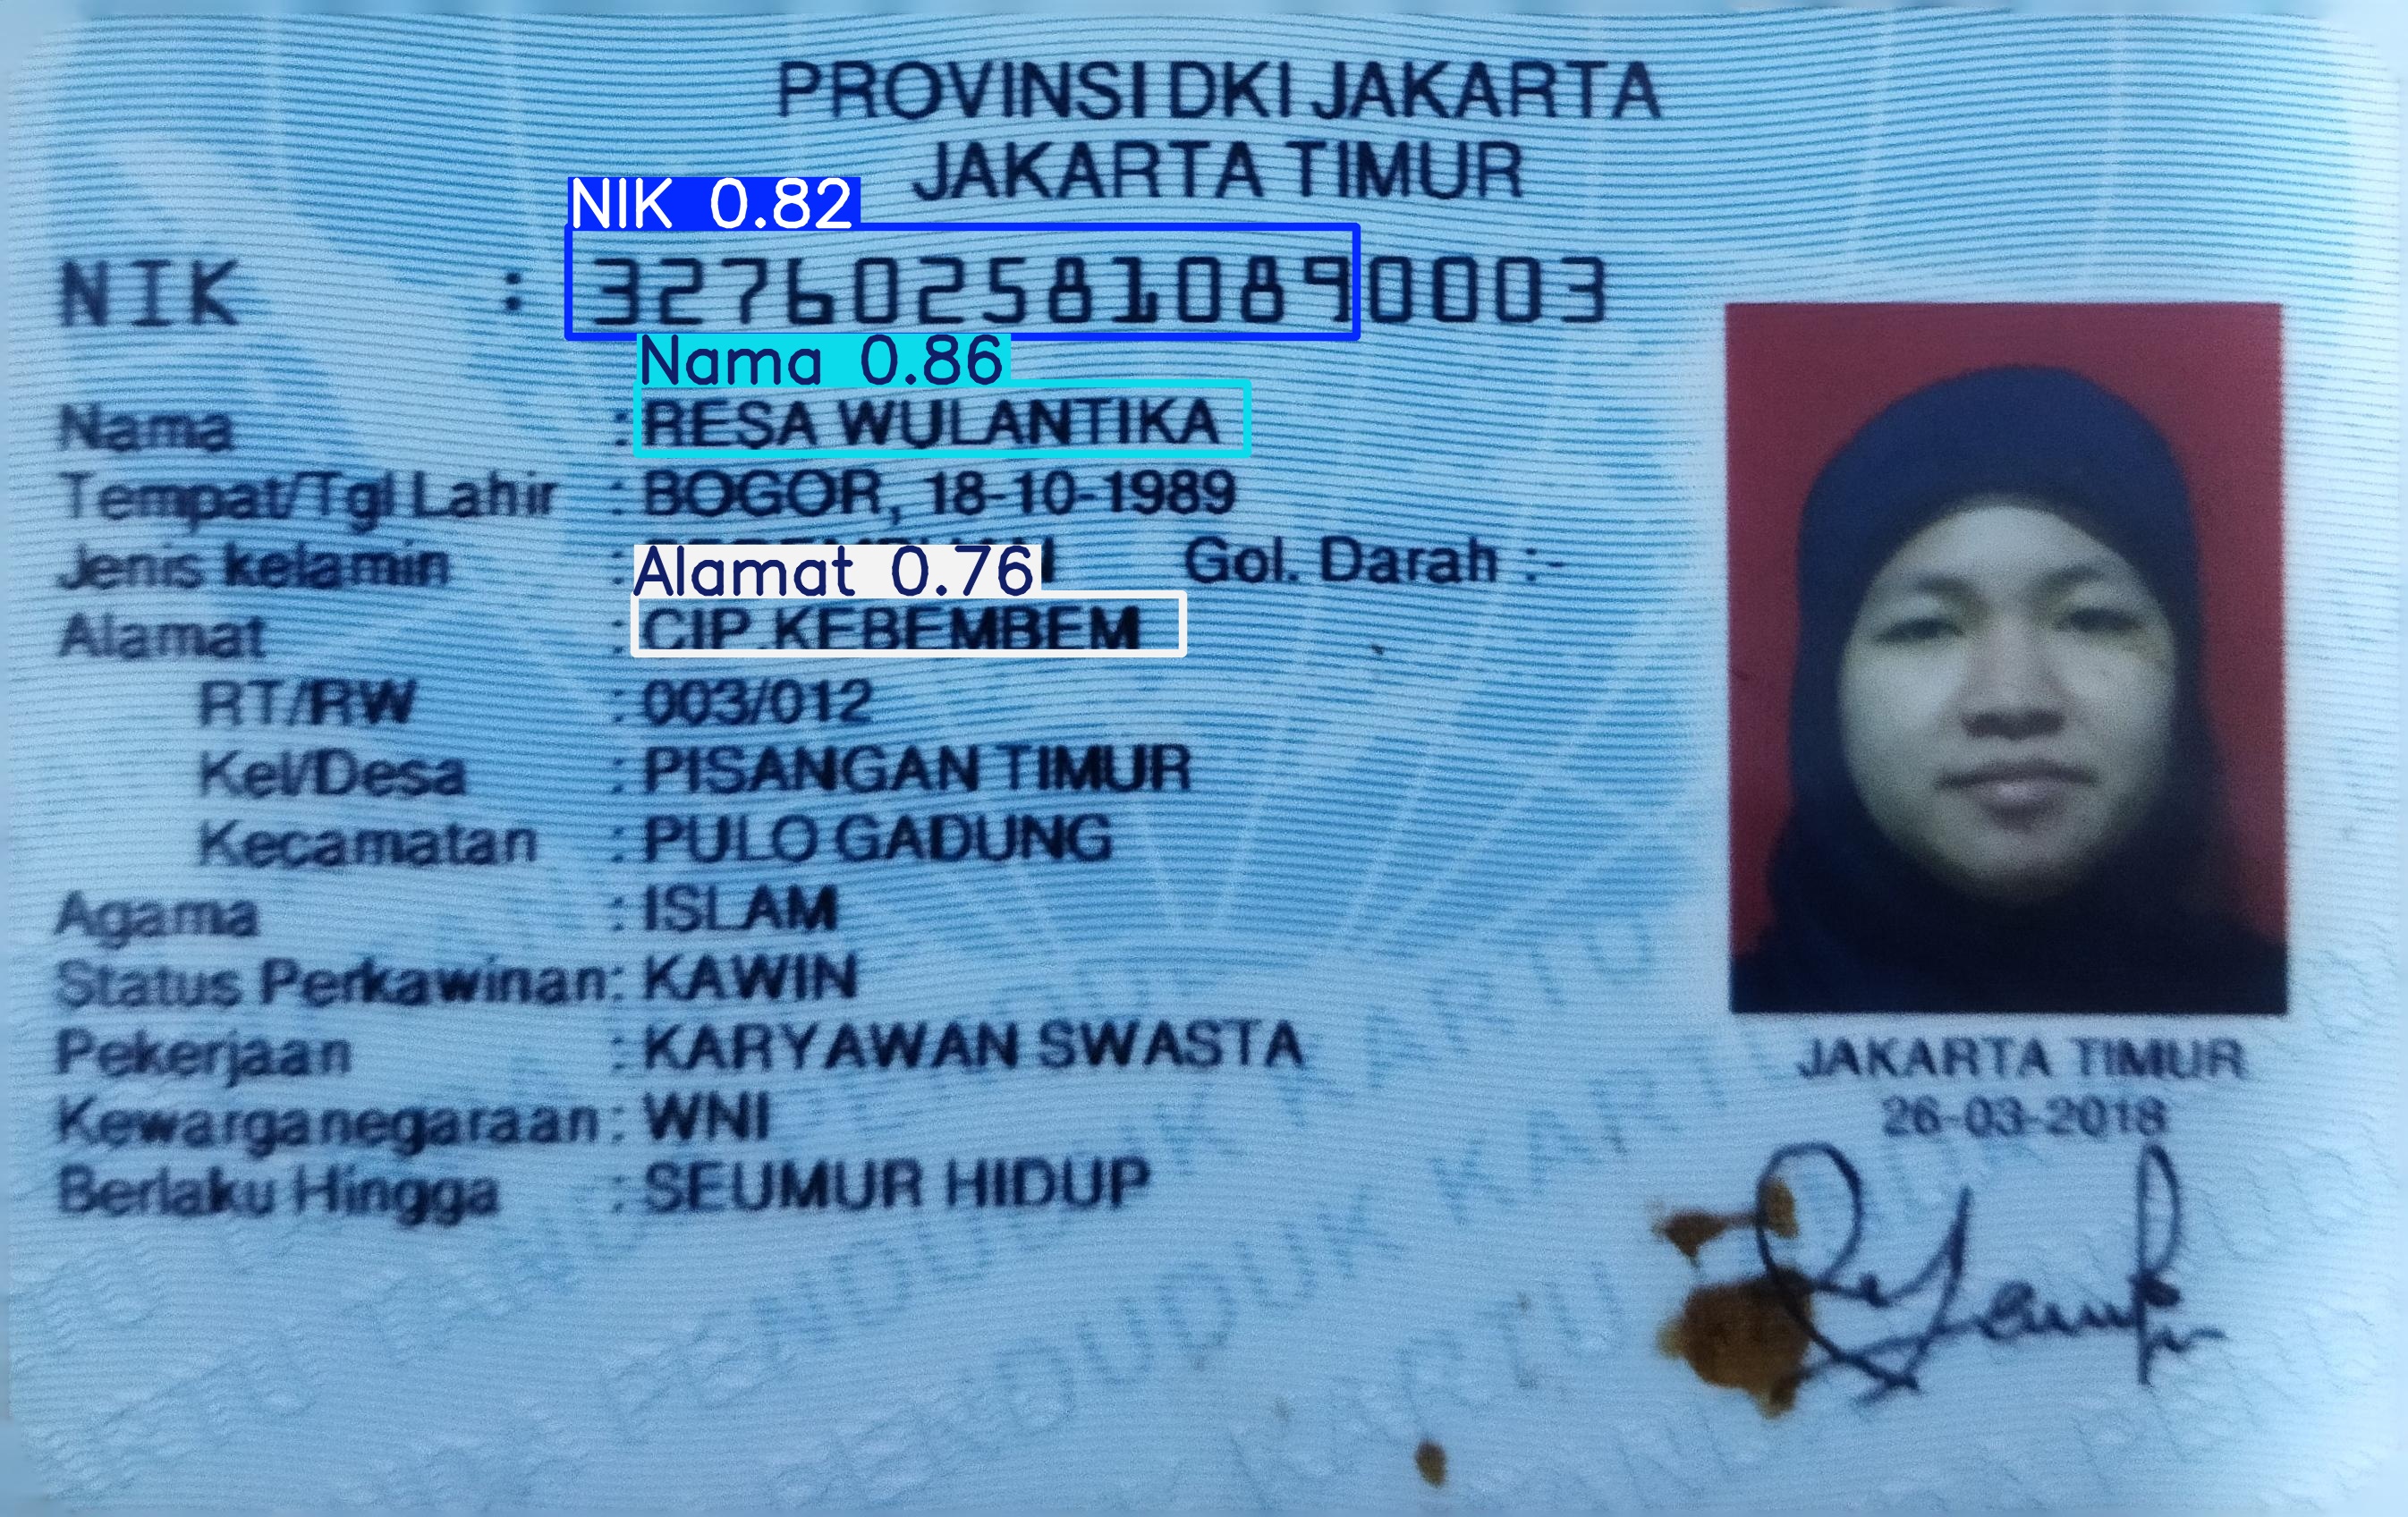 PROVINSI DKI JAKARTA
JAKARTA TIMUR
NIK 0.82
NIK : 3276025810890003
Nama 0.86
Nama : RESA WULANTIKA
Tempat/Tgl Lahir : BOGOR, 18-10-1989
Alamat 0.76
Jenis kelamin : Gol. Darah :-
Alamat : CIP.KEBEMBEM
RT/RW : 003/012
Kel/Desa : PISANGAN TIMUR
Kecamatan : PULO GADUNG
Agama : ISLAM
Status Perkawinan: KAWIN
Pekerjaan : KARYAWAN SWASTA
Kewarganegaraan: WNI
Berlaku Hingga : SEUMUR HIDUP
JAKARTA TIMUR
26-03-2018